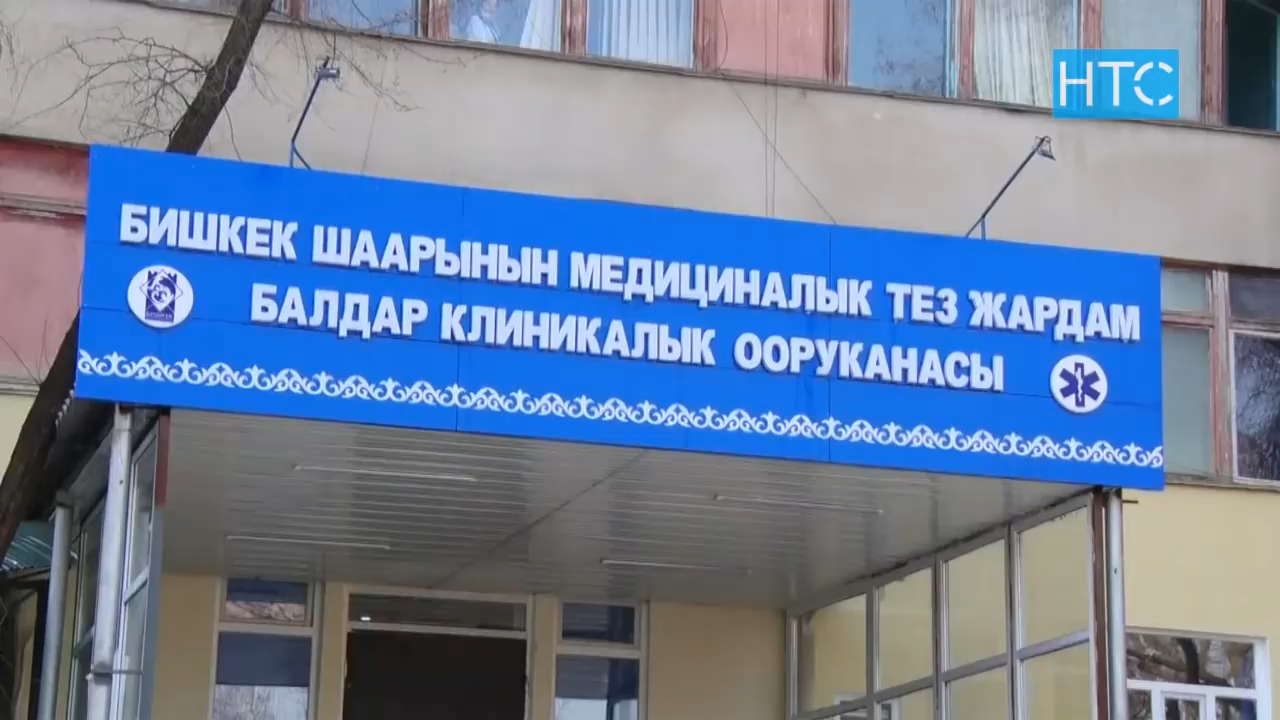 НТС
БИШКЕК ШААРЫНЫН МЕДИЦИНАЛЫК ТЕЗ ЖАРДАМ
БАЛДАР КЛИНИКАЛЫК ООРУКАНАСЫ